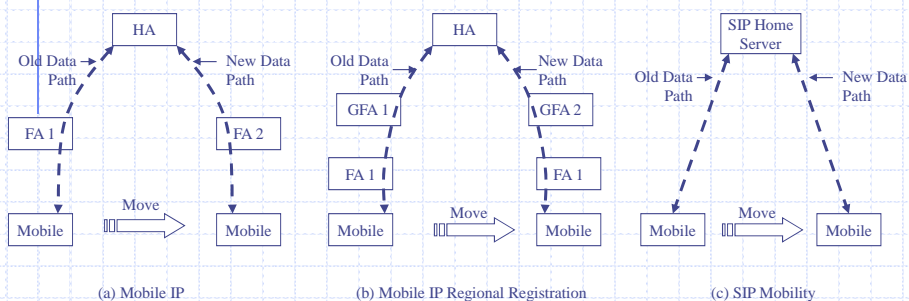 HA
Old Data
Path
New Data
Path
FA 1
FA 2
Move
Mobile
Mobile
(a) Mobile IP
HA
Old Data
Path
New Data
Path
GFA 1
GFA 2
FA 1
FA 1
Move
Mobile
Mobile
(b) Mobile IP Regional Registration
SIP Home
Server
Old Data
Path
New Data
Path
Move
Mobile
Mobile
(c) SIP Mobility